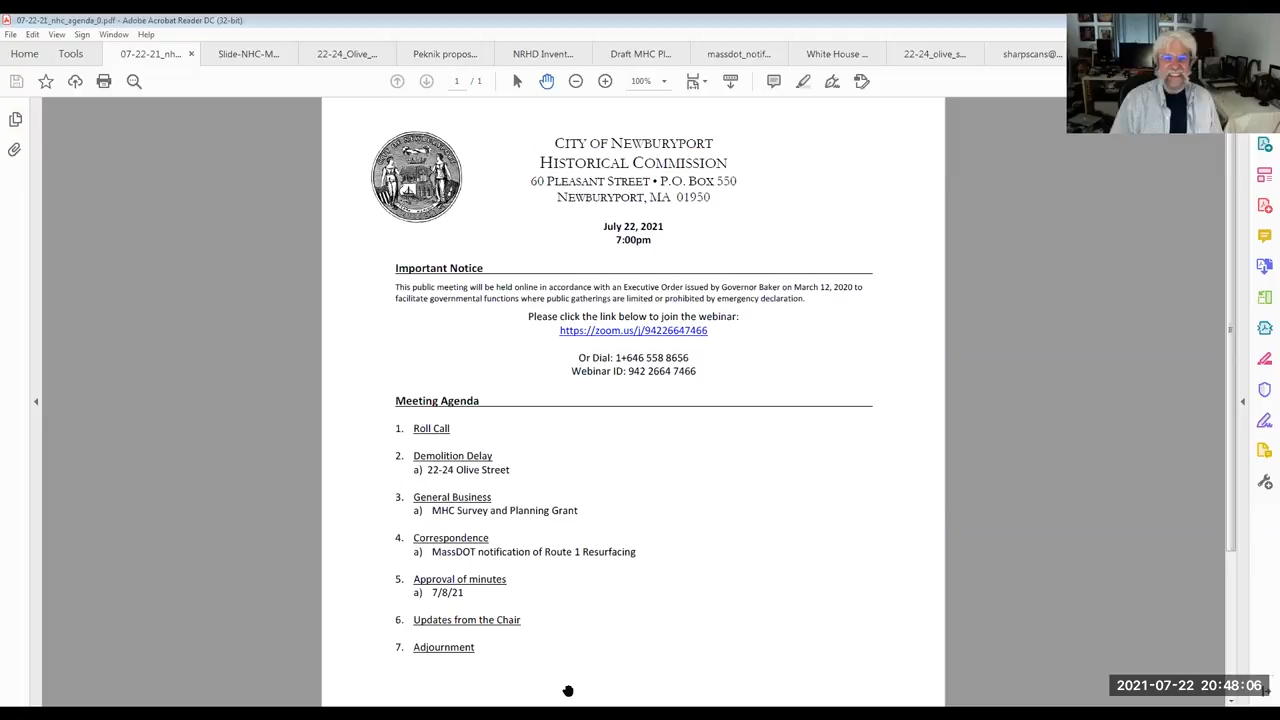 07-22-21_nhc_agenda_0.pdf - Adobe Acrobat Reader DC (32-bit)
File Edit View Sign Window Help
Home Tools 07-22-21_nh... × Slide-NHC-M... 22-24_Olive_... Peknik propos... NRHD Invent... Draft MHC Pl... massdot_notif... White House ... 22-24_olive_s... sharpscans@...
1 / 1 100%
CITY OF NEWBURYPORT
HISTORICAL COMMISSION
60 PLEASANT STREET • P.O. BOX 550
NEWBURYPORT, MA 01950
July 22, 2021
7:00pm
Important Notice
This public meeting will be held online in accordance with an Executive Order issued by Governor Baker on March 12, 2020 to
facilitate governmental functions where public gatherings are limited or prohibited by emergency declaration.
Please click the link below to join the webinar:
https://zoom.us/j/94226647466
Or Dial: 1+646 558 8656
Webinar ID: 942 2664 7466
Meeting Agenda
1. Roll Call
2. Demolition Delay
a) 22-24 Olive Street
3. General Business
a) MHC Survey and Planning Grant
4. Correspondence
a) MassDOT notification of Route 1 Resurfacing
5. Approval of minutes
a) 7/8/21
6. Updates from the Chair
7. Adjournment
2021-07-22 20:48:06